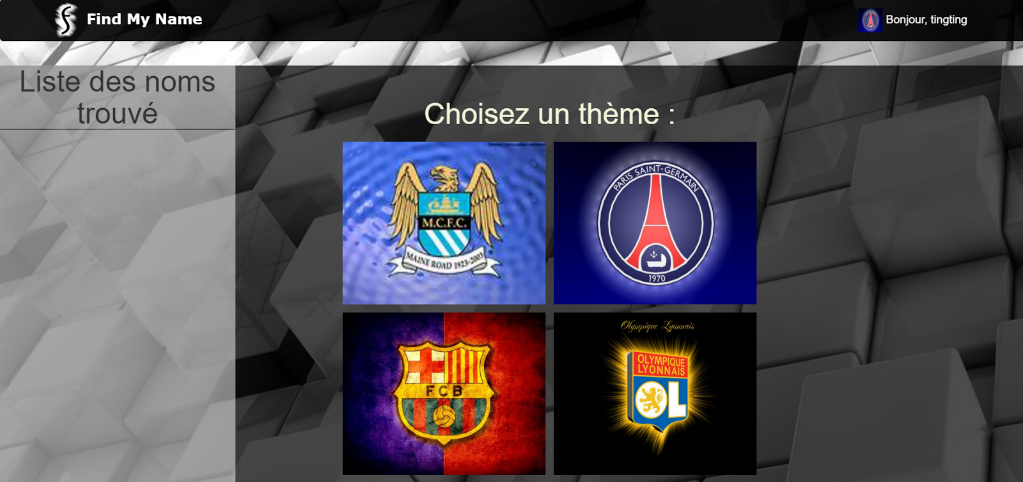 Find My Name
Bonjour, tingting
Liste des noms
trouvé
Choisez un thème :
M.C.F.C.
MAINE ROAD 1923-2003
PARIS SAINT-GERMAIN
1970
FCB
Olympique Lyonnais
OLYMPIQUE
LYONNAIS
OL